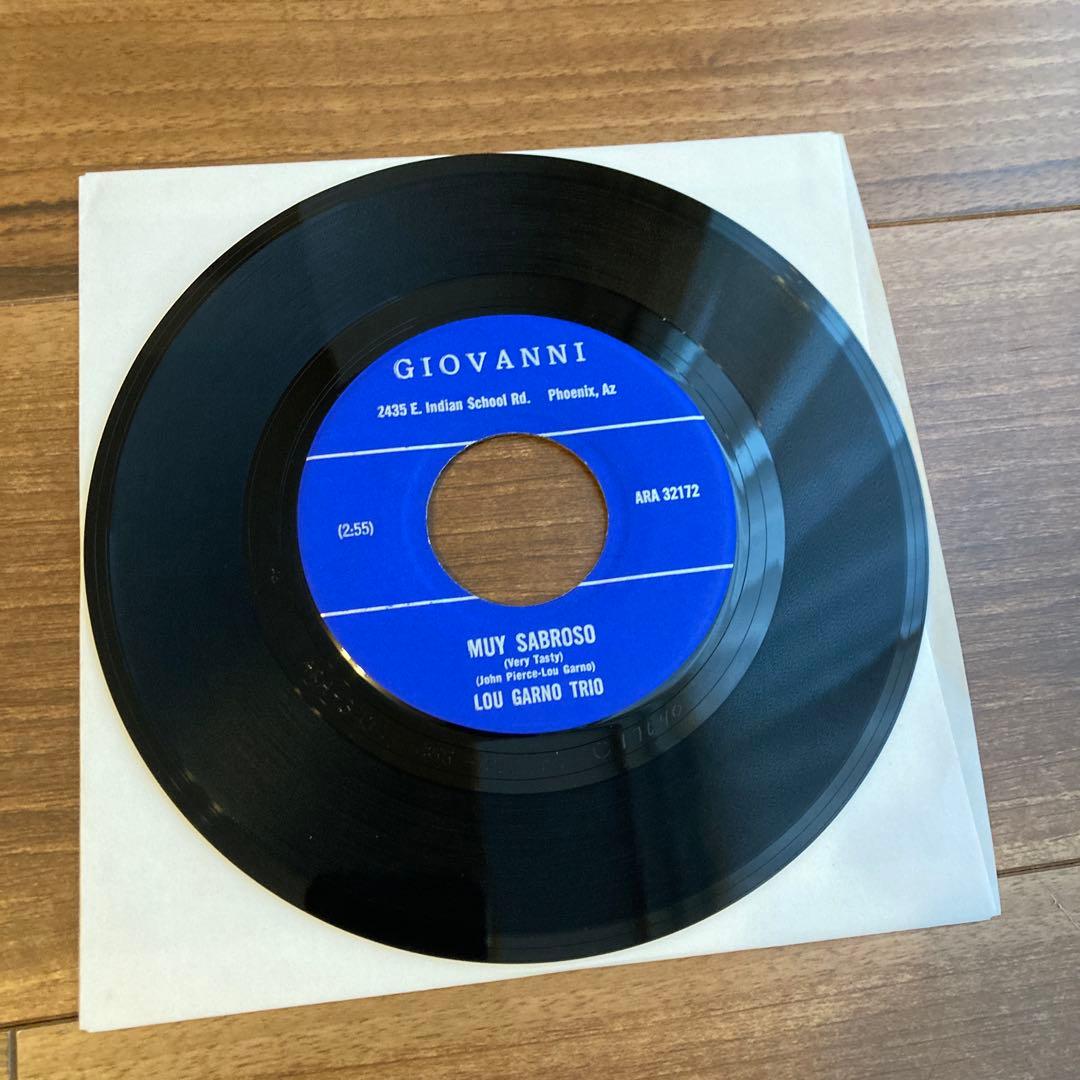 GIOVANNI
2435 E. Indian School Rd. Phoenix, Az
(2:55)
ARA 32172
MUY SABROSO
(Very Tasty)
(John Pierce-Lou Garno)
LOU GARNO TRIO